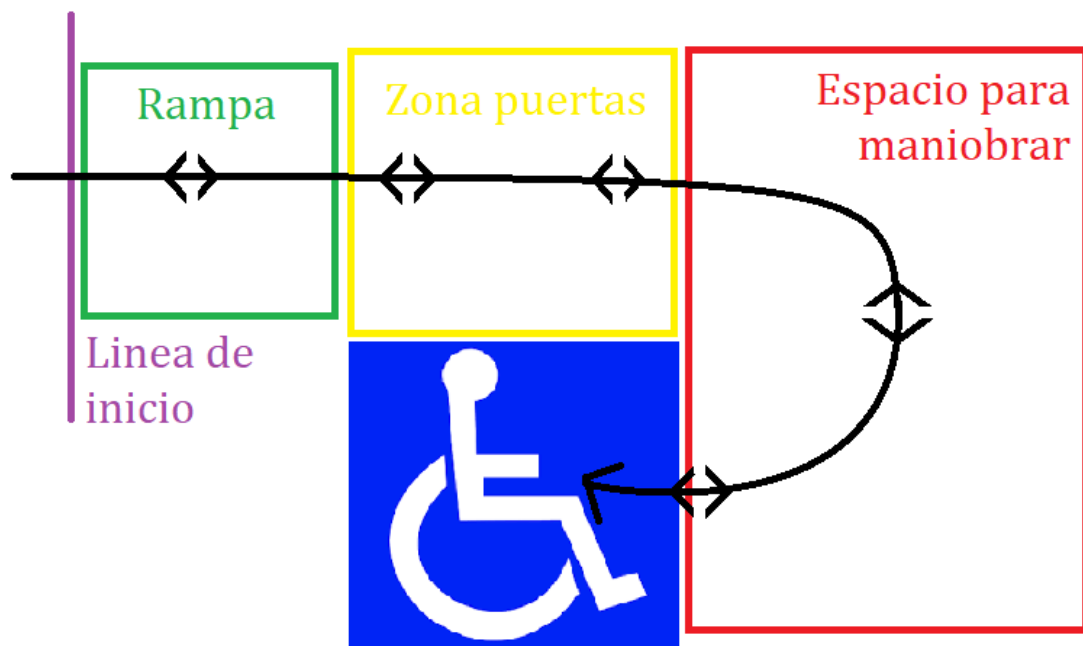 Rampa
Zona puertas
Espacio para
maniobrar
Linea de
inicio